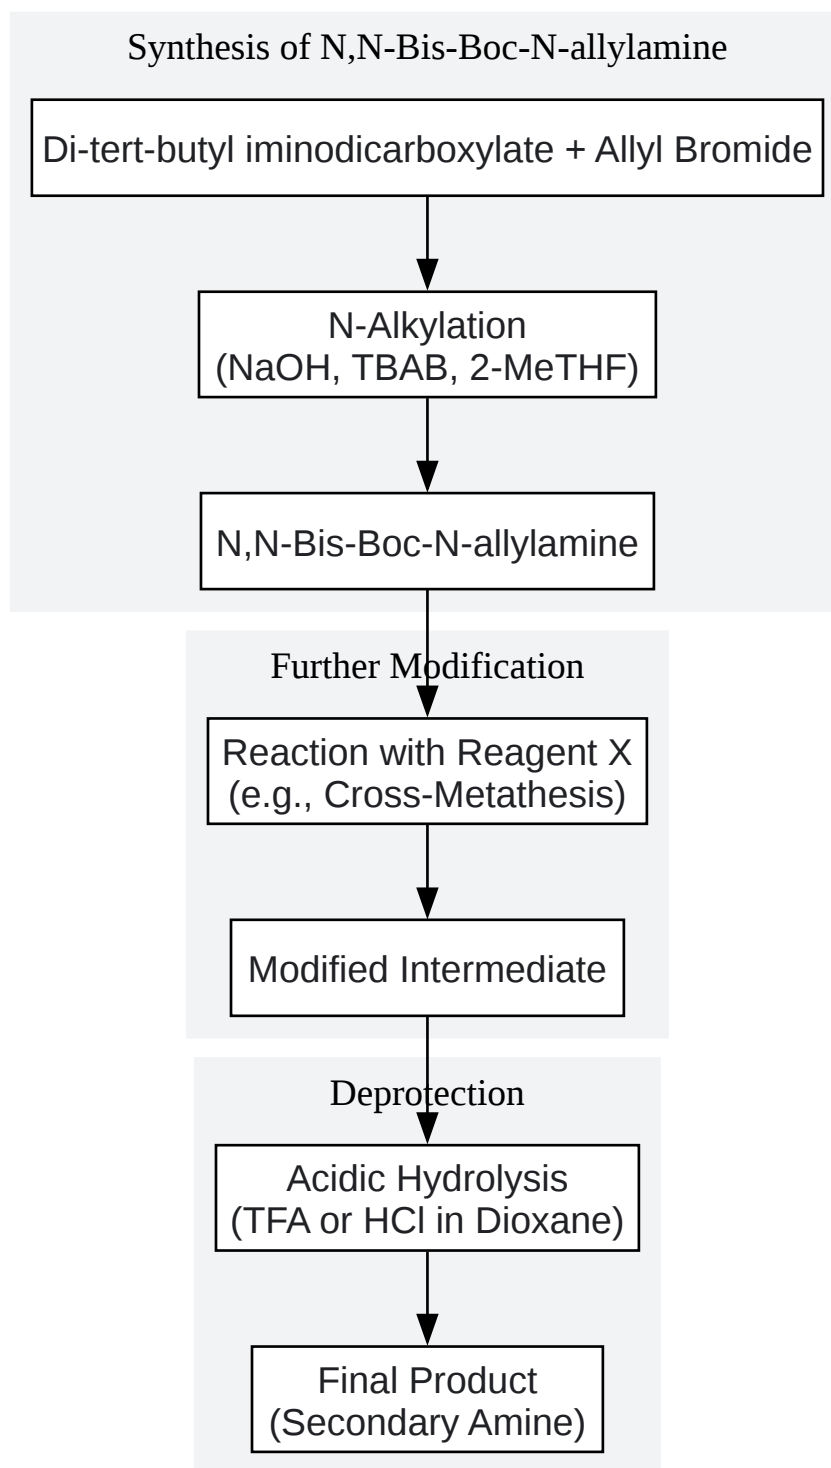 Synthesis of N,N-Bis-Boc-N-allylamine
Di-tert-butyl iminodicarboxylate + Allyl Bromide
N-Alkylation
(NaOH, TBAB, 2-MeTHF)
N,N-Bis-Boc-N-allylamine
Further Modification
Reaction with Reagent X
(e.g., Cross-Metathesis)
Modified Intermediate
Deprotection
Acidic Hydrolysis
(TFA or HCl in Dioxane)
Final Product
(Secondary Amine)